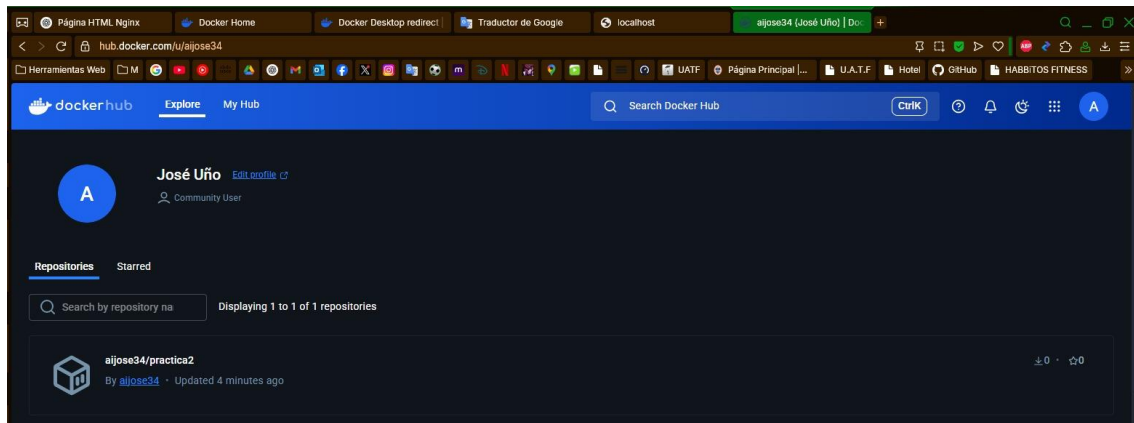 Página HTML Nginx
Docker Home
Docker Desktop redirect
Traductor de Google
localhost
aijose34 (José Uño) | Doc
hub.docker.com/u/aijose34
Herramientas Web
M
UATF
Página Principal |...
U.A.T.F
Hotel
GitHub
HABBiTOS FITNESS
dockerhub
Explore
My Hub
Search Docker Hub
CtrlK
A
A
José Uño
Edit profile
Community User
Repositories
Starred
Search by repository na
Displaying 1 to 1 of 1 repositories
aijose34/practica2
0 · 0
By aijose34 · Updated 4 minutes ago